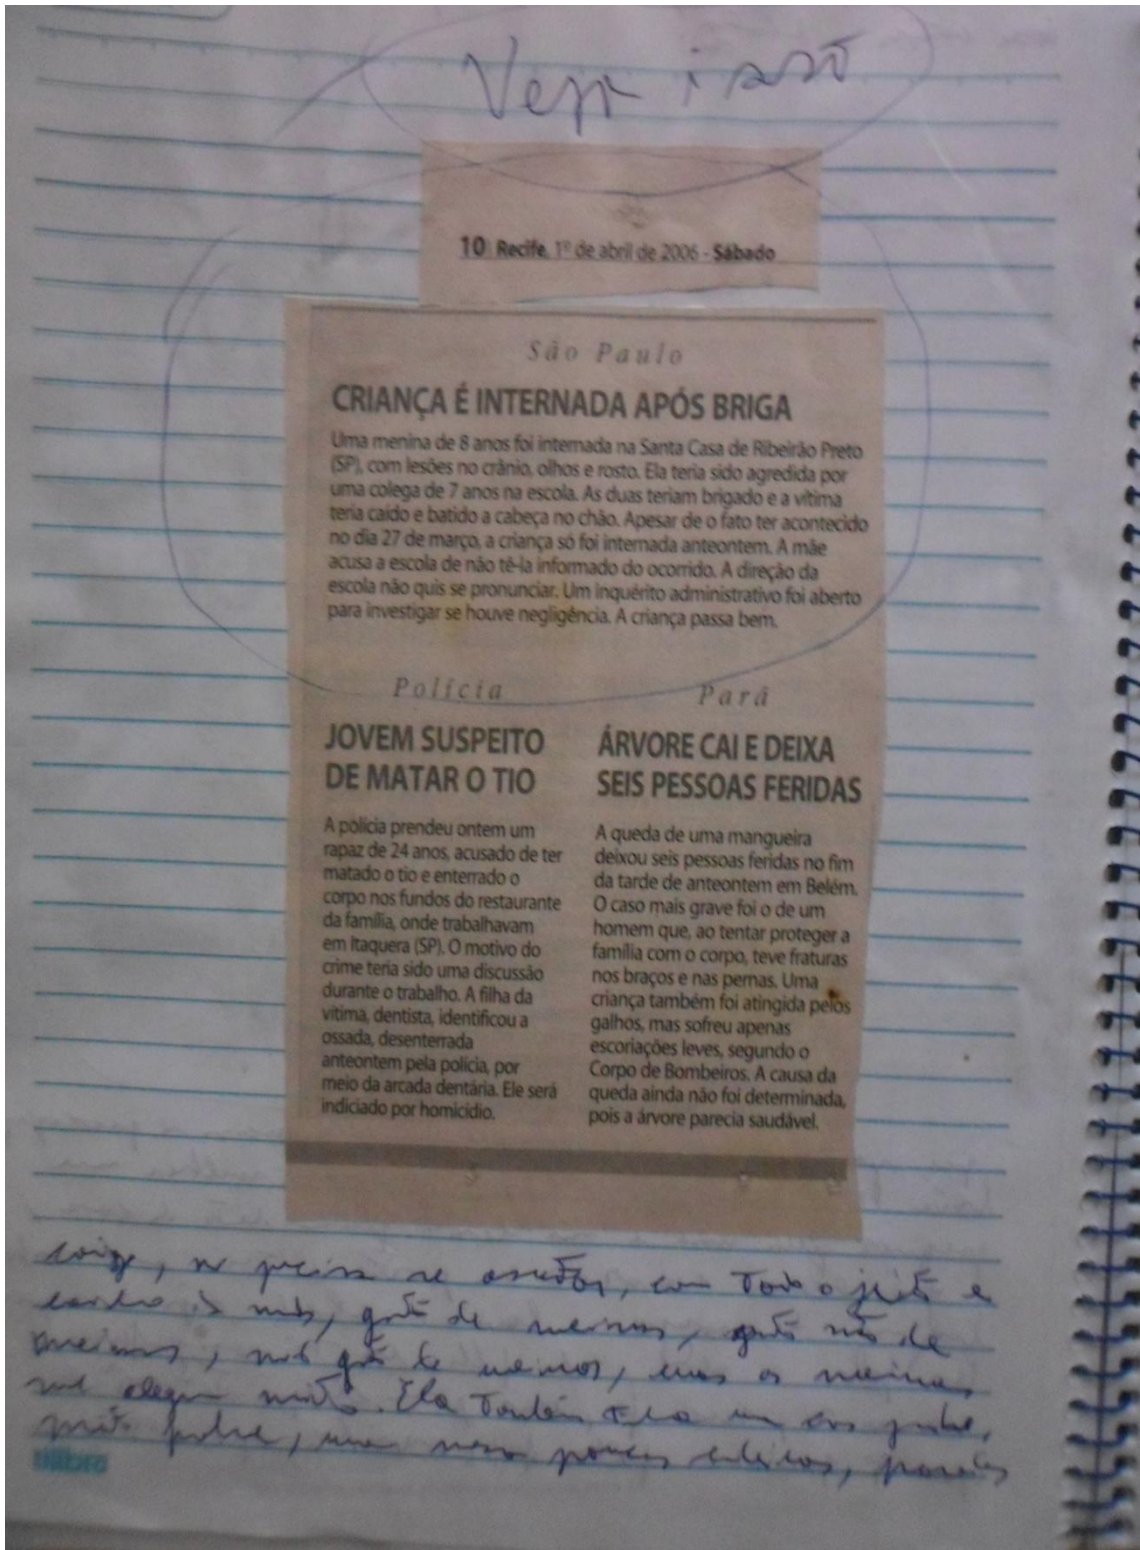 Veja isso
10 Recife, 1º de abril de 2006 - Sábado
São Paulo
CRIANÇA É INTERNADA APÓS BRIGA
Uma menina de 8 anos foi internada na Santa Casa de Ribeirão Preto
(SP), com lesões no crânio, olhos e rosto. Ela teria sido agredida por
uma colega de 7 anos na escola. As duas teriam brigado e a vítima
teria caído e batido a cabeça no chão. Apesar de o fato ter acontecido
no dia 27 de março, a criança só foi internada anteontem. A mãe
acusa a escola de não tê-la informado do ocorrido. A direção da
escola não quis se pronunciar. Um inquérito administrativo foi aberto
para investigar se houve negligência. A criança passa bem.
Polícia
JOVEM SUSPEITO
DE MATAR O TIO
A polícia prendeu ontem um
rapaz de 24 anos, acusado de ter
matado o tio e enterrado o
corpo nos fundos do restaurante
da família, onde trabalhavam
em Itaquera (SP). O motivo do
crime teria sido uma discussão
durante o trabalho. A filha da
vítima, dentista, identificou a
ossada, desenterrada
anteontem pela polícia, por
meio da arcada dentária. Ele será
indiciado por homicídio.
Pará
ÁRVORE CAI E DEIXA
SEIS PESSOAS FERIDAS
A queda de uma mangueira
deixou seis pessoas feridas no fim
da tarde de anteontem em Belém.
O caso mais grave foi o de um
homem que, ao tentar proteger a
família com o corpo, teve fraturas
nos braços e nas pernas. Uma
criança também foi atingida pelos
galhos, mas sofreu apenas
escoriações leves, segundo o
Corpo de Bombeiros. A causa da
queda ainda não foi determinada,
pois a árvore parecia saudável.
com todo o jeito e
de
mas os
Ela também
tilibra